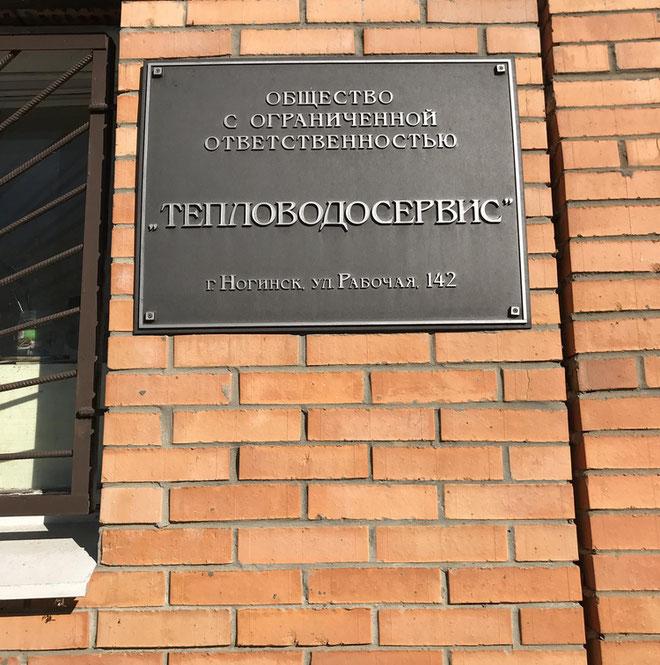 ОБЩЕСТВО
С ОГРАНИЧЕННОЙ
ОТВЕТСТВЕННОСТЬЮ
„ТЕПЛОВОДОСЕРВИС"
г. Ногинск, ул. Рабочая, 142